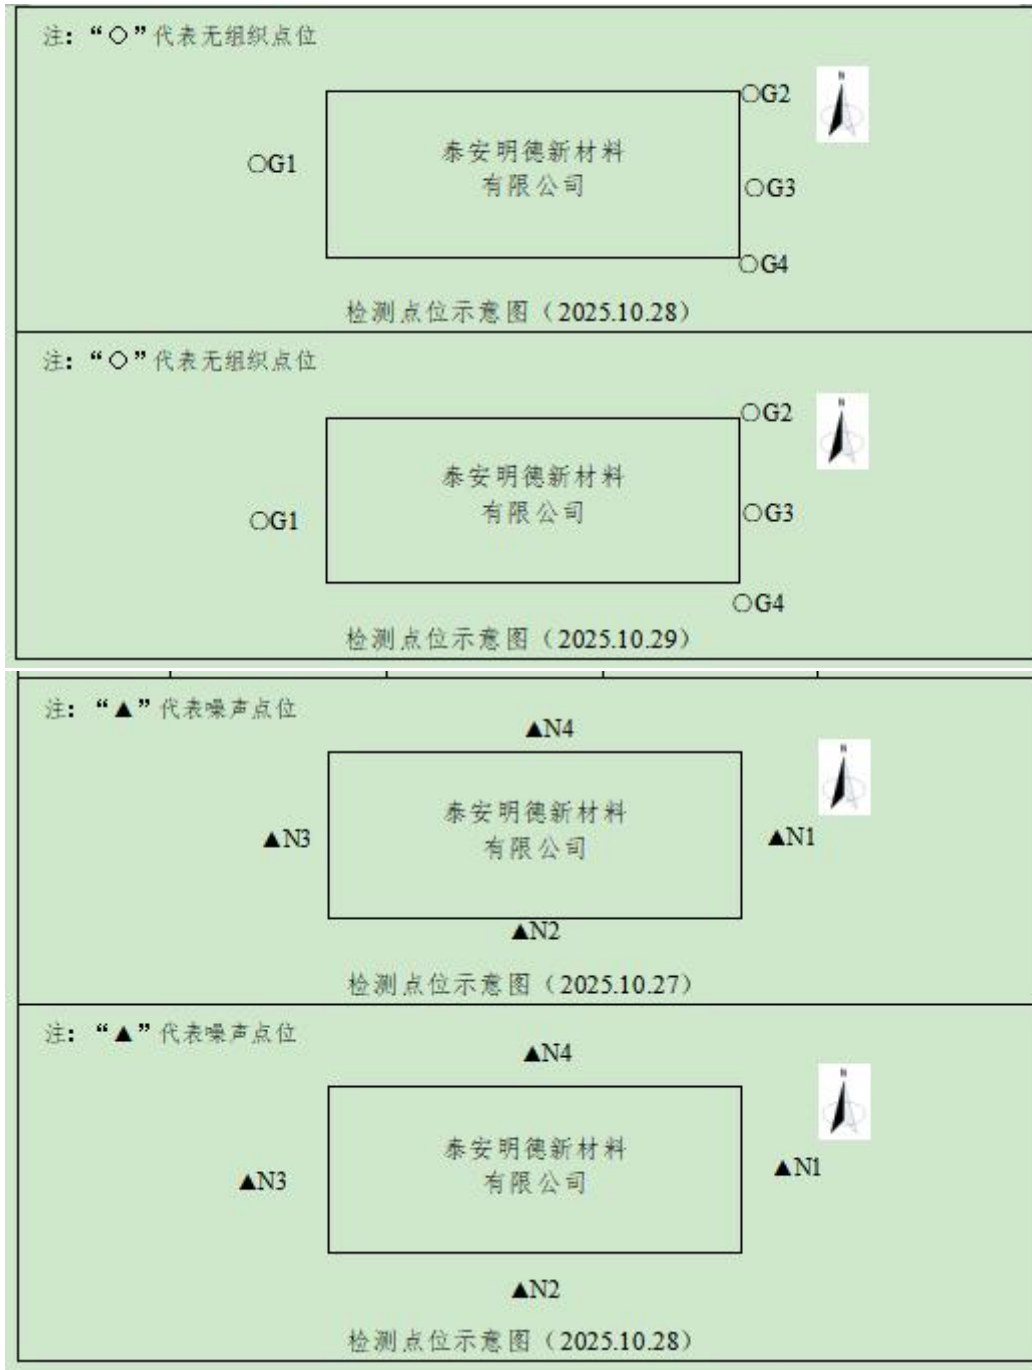 注：“○”代表无组织点位
N
○G2
泰安明德新材料
○G1
有限公司
○G3
○G4
检测点位示意图（2025.10.28）
注：“○”代表无组织点位
N
○G2
泰安明德新材料
○G1
有限公司
○G3
○G4
检测点位示意图（2025.10.29）
注：“▲”代表噪声点位
▲N4
N
泰安明德新材料
▲N3
有限公司
▲N1
▲N2
检测点位示意图（2025.10.27）
注：“▲”代表噪声点位
▲N4
N
泰安明德新材料
▲N3
有限公司
▲N1
▲N2
检测点位示意图（2025.10.28）